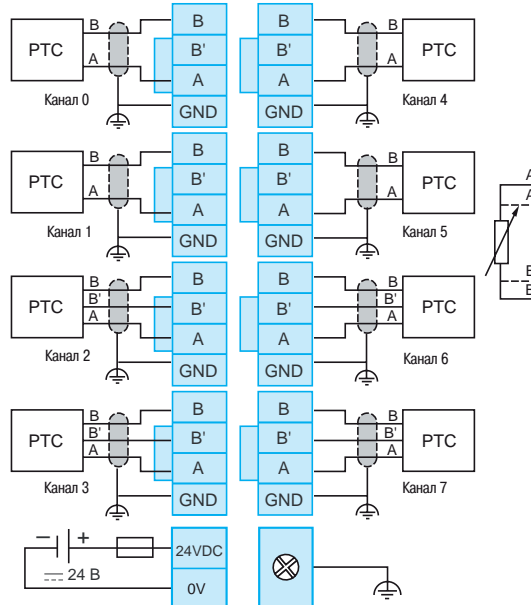 B B B B
PTC B' B' PTC
A A A A
Канал 0 GND GND Канал 4
B B B B
PTC B' B' PTC
A A A A
Канал 1 GND GND Канал 5
B B B B
PTC B' B' B' B' PTC
A A A A
Канал 2 GND GND Канал 6
B B B B
PTC B' B' B' B' PTC
A A A A
Канал 3 GND GND Канал 7
– + 24VDC
24 В 0V